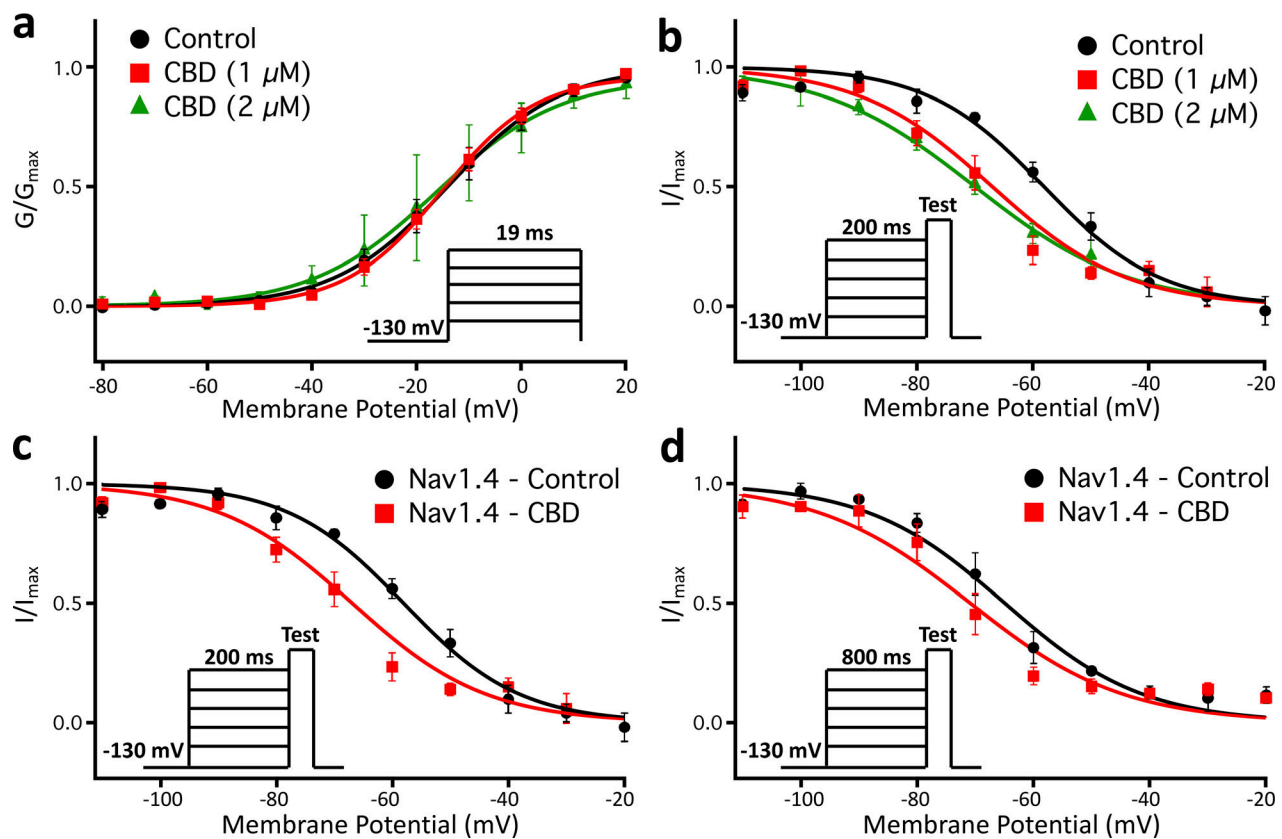 a
Control
CBD (1 µM)
CBD (2 µM)
G/Gmax
1.0
0.5
0.0
19 ms
-130 mV
-80 -60 -40 -20 0 20
Membrane Potential (mV)
b
Control
CBD (1 µM)
CBD (2 µM)
I/Imax
1.0
0.5
0.0
Test
200 ms
-130 mV
-100 -80 -60 -40 -20
Membrane Potential (mV)
c
Nav1.4 - Control
Nav1.4 - CBD
I/Imax
1.0
0.5
0.0
Test
200 ms
-130 mV
-100 -80 -60 -40 -20
Membrane Potential (mV)
d
Nav1.4 - Control
Nav1.4 - CBD
I/Imax
1.0
0.5
0.0
Test
800 ms
-130 mV
-100 -80 -60 -40 -20
Membrane Potential (mV)